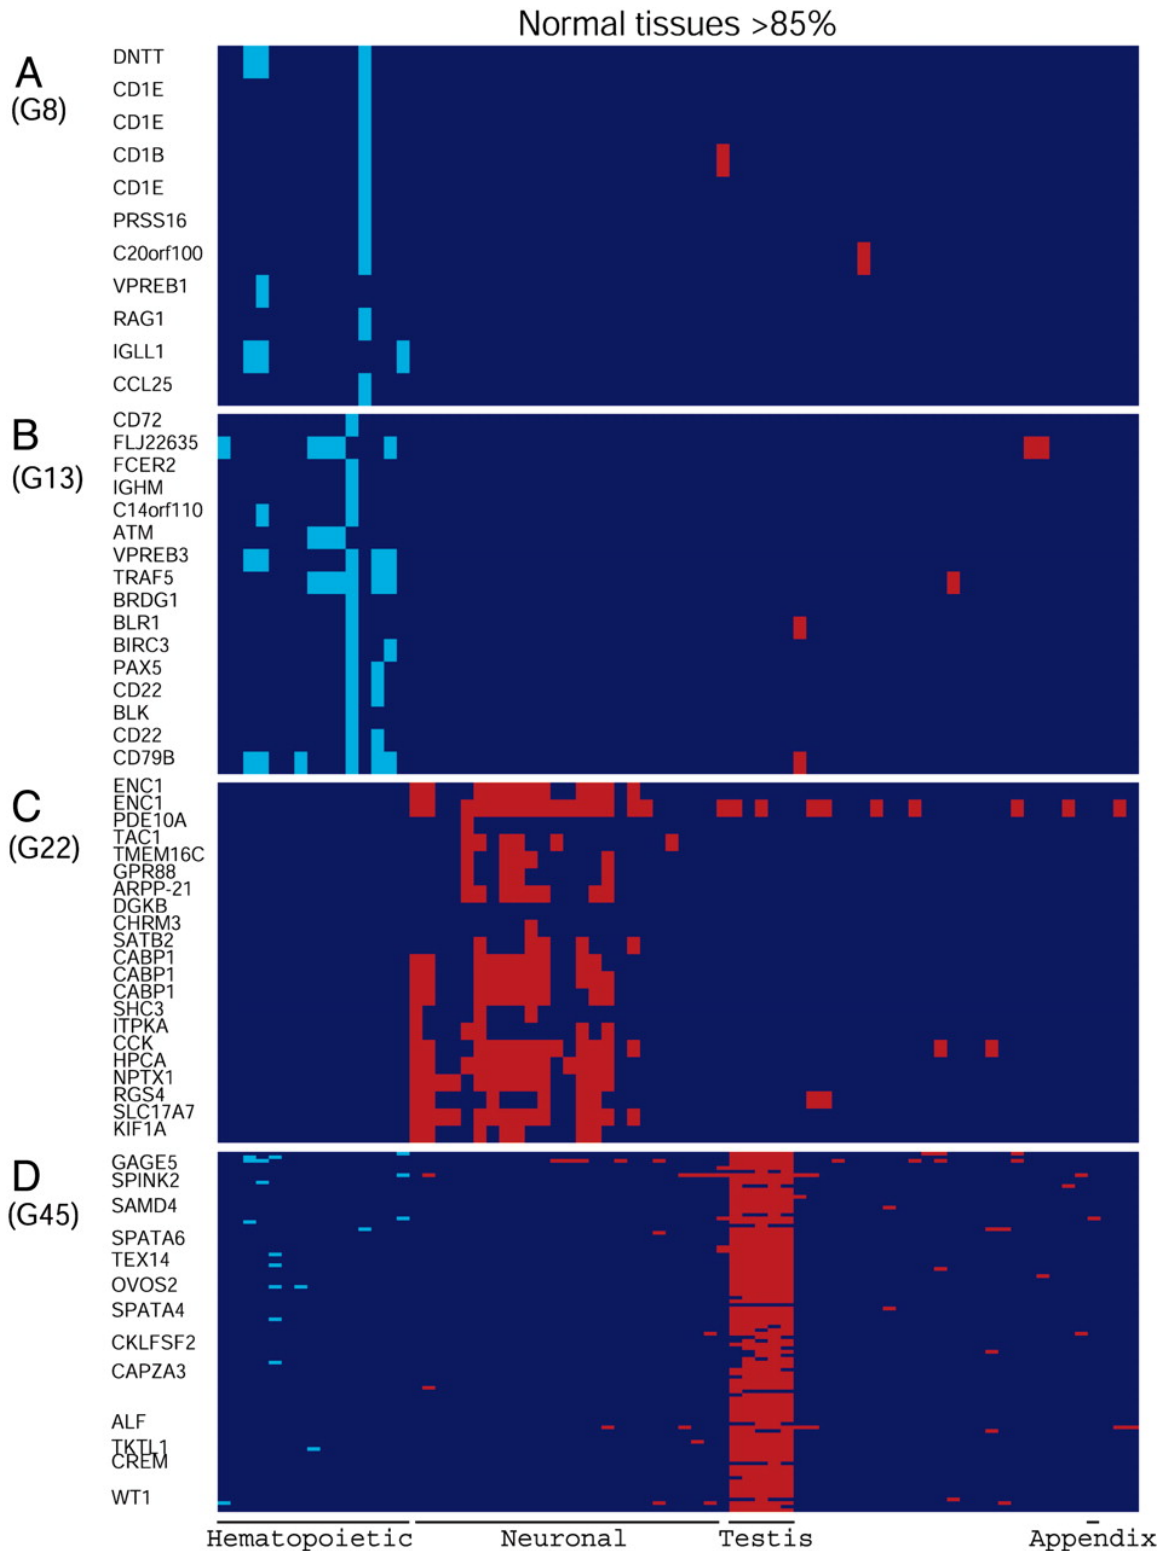 Normal tissues >85%
A
(G8)
DNTT
CD1E
CD1E
CD1B
CD1E
PRSS16
C20orf100
VPREB1
RAG1
IGLL1
CCL25
B
(G13)
CD72
FLJ22635
FCER2
IGHM
C14orf110
ATM
VPREB3
TRAF5
BRDG1
BLR1
BIRC3
PAX5
CD22
BLK
CD22
CD79B
C
(G22)
ENC1
ENC1
PDE10A
TAC1
TMEM16C
GPR88
ARPP-21
DGKB
CHRM3
SATB2
CABP1
CABP1
CABP1
SHC3
ITPKA
CCK
HPCA
NPTX1
RGS4
SLC17A7
KIF1A
D
(G45)
GAGE5
SPINK2
SAMD4
SPATA6
TEX14
OVOS2
SPATA4
CKLFSF2
CAPZA3
ALF
TKTL1
CREM
WT1
Hematopoietic Neuronal Testis Appendix